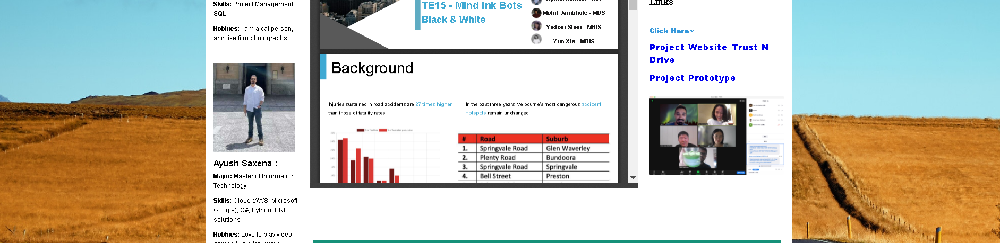 Skills: Project Management,
SQL
Hobbies: I am a cat person,
and like film photographs.
Ayush Saxena :
Major: Master of Information
Technology
Skills: Cloud (AWS, Microsoft,
Google), C#, Python, ERP
solutions
Hobbies: Love to play video
TE15 - Mind Ink Bots
Black & White
Mohit Jambhale - MDS
Yishan Shen - MBIS
Yun Xie - MBIS
Background
Injuries sustained in road accidents are 27 times higher
than those of fatality rates.
In the past three years,Melbourne's most dangerous accident
hotspots remain unchanged
% of Fatalities % of Australian population
# Road Suburb
1. Springvale Road Glen Waverley
2. Plenty Road Bundoora
3. Springvale Road Springvale
4. Bell Street Preston
Links
Click Here~
Project Website_Trust N
Drive
Project Prototype